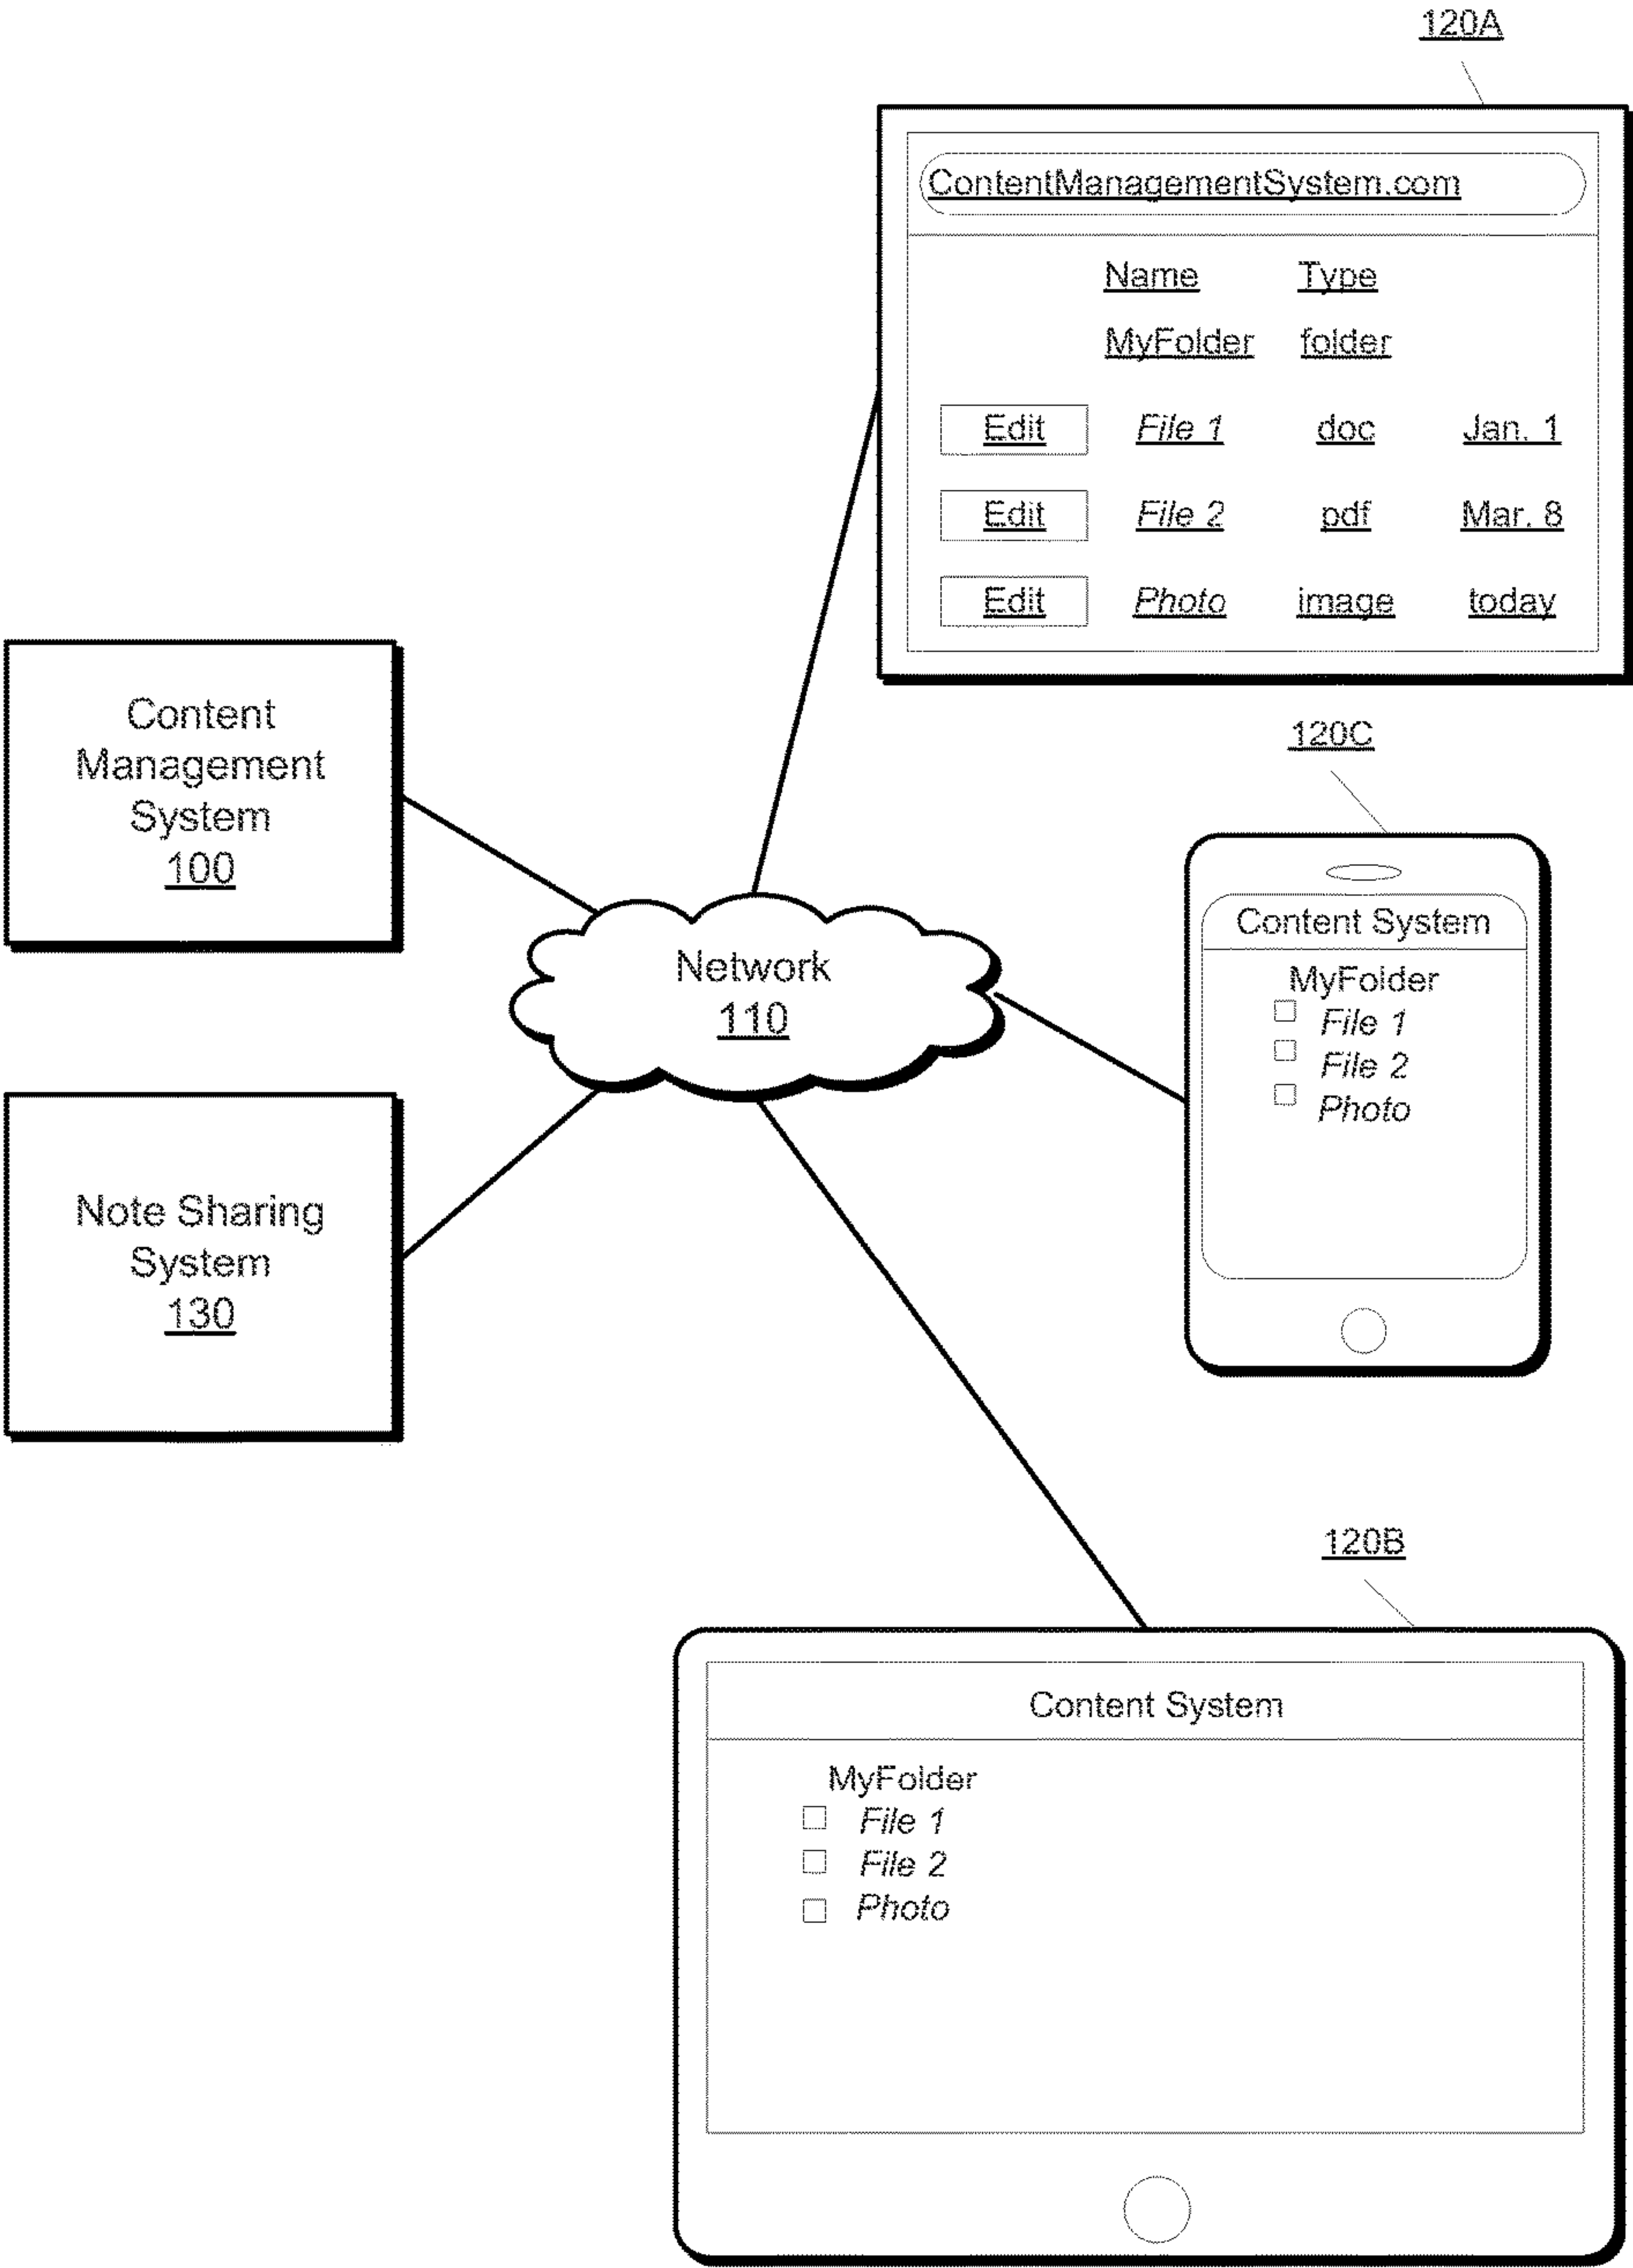 120A
ContentManagementSystem.com
Name Type
MyFolder folder
Edit File 1 doc Jan. 1
Edit File 2 pdf Mar. 8
Edit Photo image today
Content
Management
System
100
120C
Content System
MyFolder
File 1
File 2
Photo
Network
110
Note Sharing
System
130
120B
Content System
MyFolder
File 1
File 2
Photo